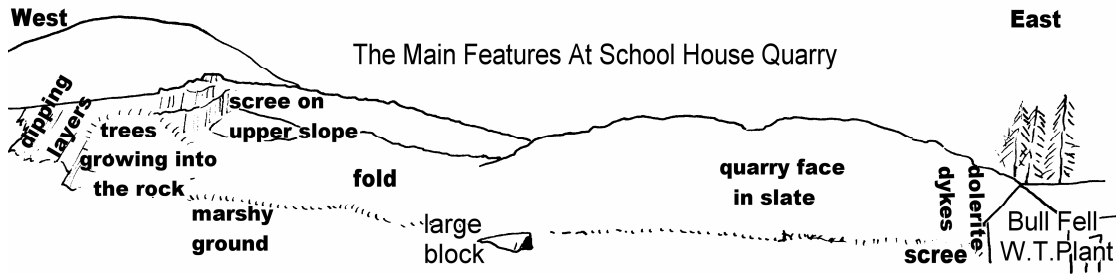 West
East
The Main Features At School House Quarry
dipping
layers
scree on
upper slope
trees
growing into
the rock
fold
quarry face
in slate
dolerite
dykes
marshy
ground
large
block
scree
Bull Fell
W.T.Plant